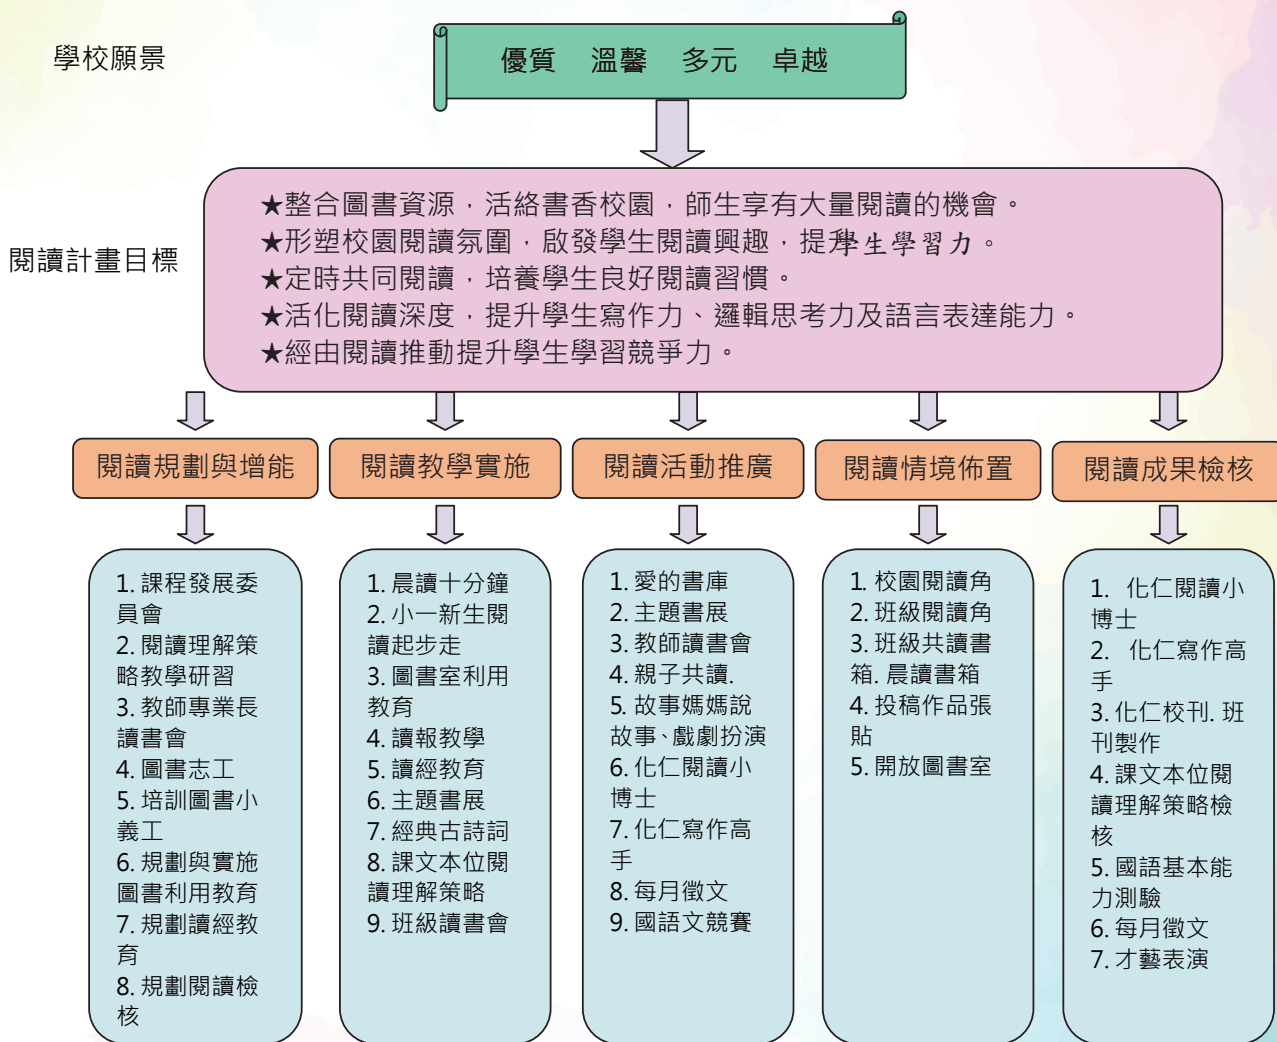 學校願景
優質 溫馨 多元 卓越
閱讀計畫目標
★整合圖書資源，活絡書香校園，師生享有大量閱讀的機會。
★形塑校園閱讀氛圍，啟發學生閱讀興趣，提升學生學習力。
★定時共同閱讀，培養學生良好閱讀習慣。
★活化閱讀深度，提升學生寫作力、邏輯思考力及語言表達能力。
★經由閱讀推動提升學生學習競爭力。
閱讀規劃與增能
1. 課程發展委
員會
2. 閱讀理解策
略教學研習
3. 教師專業長
讀書會
4. 圖書志工
5. 培訓圖書小
義工
6. 規劃與實施
圖書利用教育
7. 規劃讀經教
育
8. 規劃閱讀檢
核
閱讀教學實施
1. 晨讀十分鐘
2. 小一新生閱
讀起步走
3. 圖書室利用
教育
4. 讀報教學
5. 讀經教育
6. 主題書展
7. 經典古詩詞
8. 課文本位閱
讀理解策略
9. 班級讀書會
閱讀活動推廣
1. 愛的書庫
2. 主題書展
3. 教師讀書會
4. 親子共讀.
5. 故事媽媽說
故事、戲劇扮演
6. 化仁閱讀小
博士
7. 化仁寫作高
手
8. 每月徵文
9. 國語文競賽
閱讀情境佈置
1. 校園閱讀角
2. 班級閱讀角
3. 班級共讀書
箱. 晨讀書箱
4. 投稿作品張
貼
5. 開放圖書室
閱讀成果檢核
1. 化仁閱讀小
博士
2. 化仁寫作高
手
3. 化仁校刊. 班
刊製作
4. 課文本位閱
讀理解策略檢
核
5. 國語基本能
力測驗
6. 每月徵文
7. 才藝表演